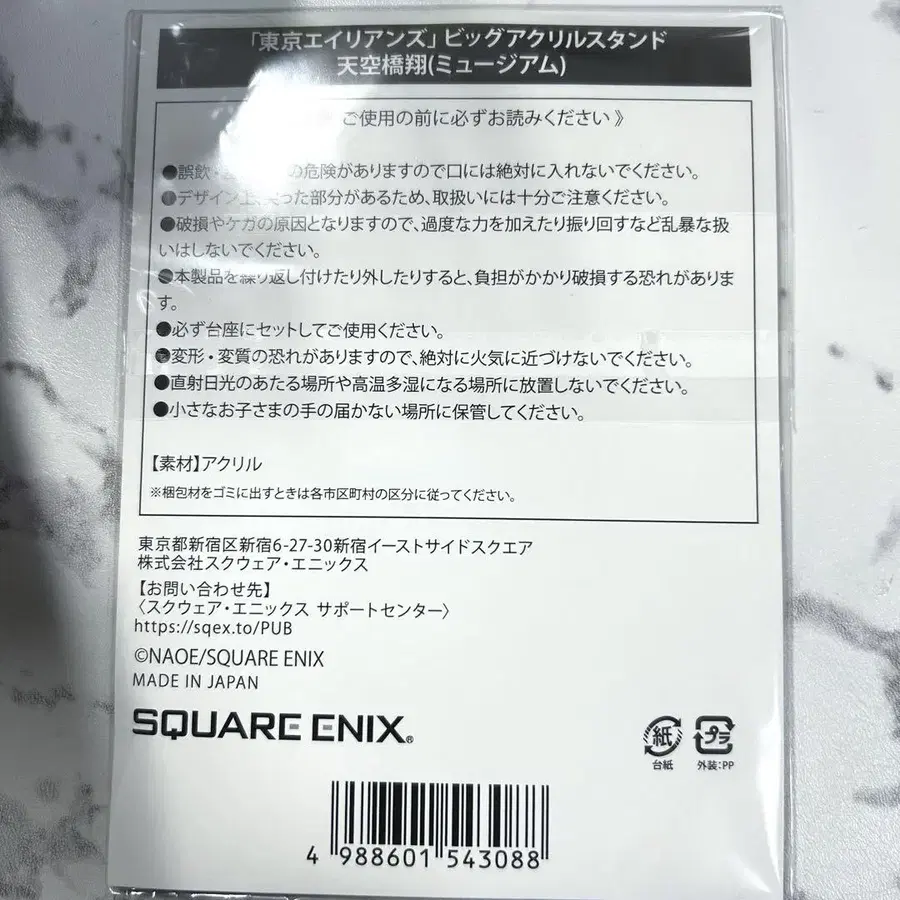 「東京エイリアンズ」ビッグアクリルスタンド
天空橋翔(ミュージアム)
ご使用の前に必ずお読みください 》
●誤飲・ の危険がありますので口には絶対に入れないでください。
●デザイン上、尖った部分があるため、取扱いには十分ご注意ください。
●破損やケガの原因となりますので、過度な力を加えたり振り回すなど乱暴な扱
いはしないでください。
●本製品を繰り返し付けたり外したりすると、負担がかかり破損する恐れがありま
す。
●必ず台座にセットしてご使用ください。
●変形・変質の恐れがありますので、絶対に火気に近づけないでください。
●直射日光のあたる場所や高温多湿になる場所に放置しないでください。
●小さなお子さまの手の届かない場所に保管してください。
【素材】アクリル
※梱包材をゴミに出すときは各市区町村の区分に従ってください。
東京都新宿区新宿6-27-30新宿イーストサイドスクエア
株式会社スクウェア・エニックス
【お問い合わせ先】
〈スクウェア・エニックス サポートセンター〉
https://sqex.to/PUB
©NAOE/SQUARE ENIX
MADE IN JAPAN
SQUARE ENIX®
紙 プラ
台紙 外装:PP
4 988601 543088